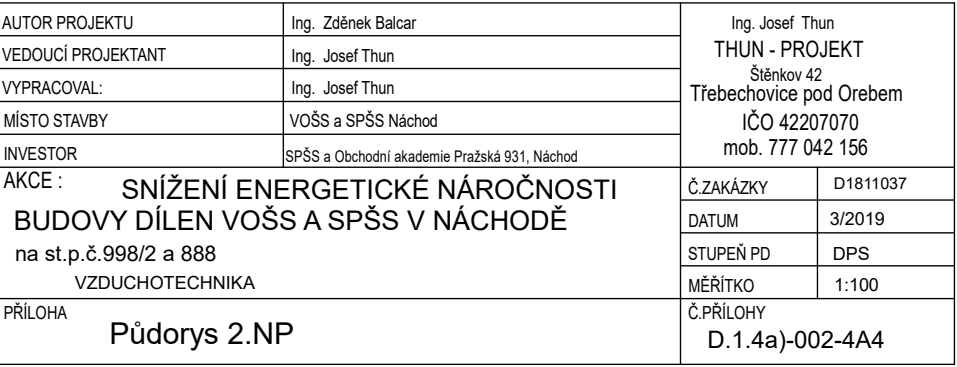 AUTOR PROJEKTU Ing. Zděnek Balcar
VEDOUCÍ PROJEKTANT Ing. Josef Thun
VYPRACOVAL: Ing. Josef Thun
MÍSTO STAVBY VOŠS a SPŠS Náchod
INVESTOR SPŠS a Obchodní akademie Pražská 931, Náchod
Ing. Josef Thun
THUN - PROJEKT
Štěnkov 42
Třebechovice pod Orebem
IČO 42207070
mob. 777 042 156
AKCE : SNÍŽENÍ ENERGETICKÉ NÁROČNOSTI
BUDOVY DÍLEN VOŠS A SPŠS V NÁCHODĚ
na st.p.č.998/2 a 888
VZDUCHOTECHNIKA
Č.ZAKÁZKY D1811037
DATUM 3/2019
STUPEŇ PD DPS
MĚŘÍTKO 1:100
PŘÍLOHA
Půdorys 2.NP
Č.PŘÍLOHY
D.1.4a)-002-4A4